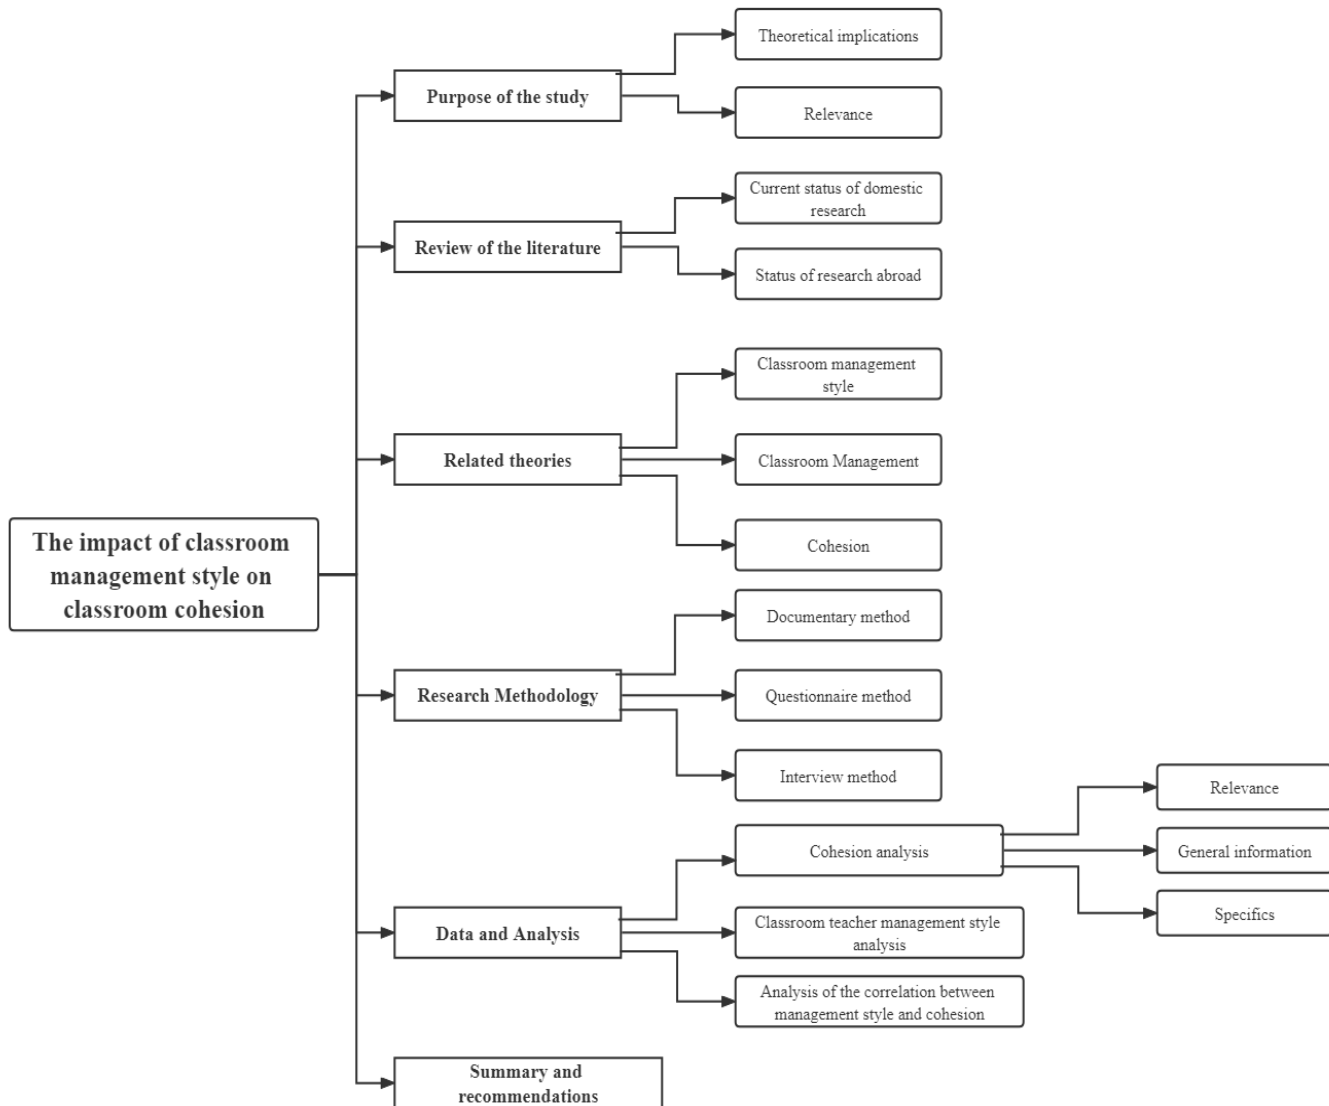 Theoretical implications
Purpose of the study
Relevance
Current status of domestic
research
Review of the literature
Status of research abroad
Classroom management
style
Related theories
Classroom Management
Cohesion
The impact of classroom
management style on
classroom cohesion
Documentary method
Research Methodology
Questionnaire method
Interview method
Relevance
Cohesion analysis
General information
Specifics
Data and Analysis
Classroom teacher management style
analysis
Analysis of the correlation between
management style and cohesion
Summary and
recommendations